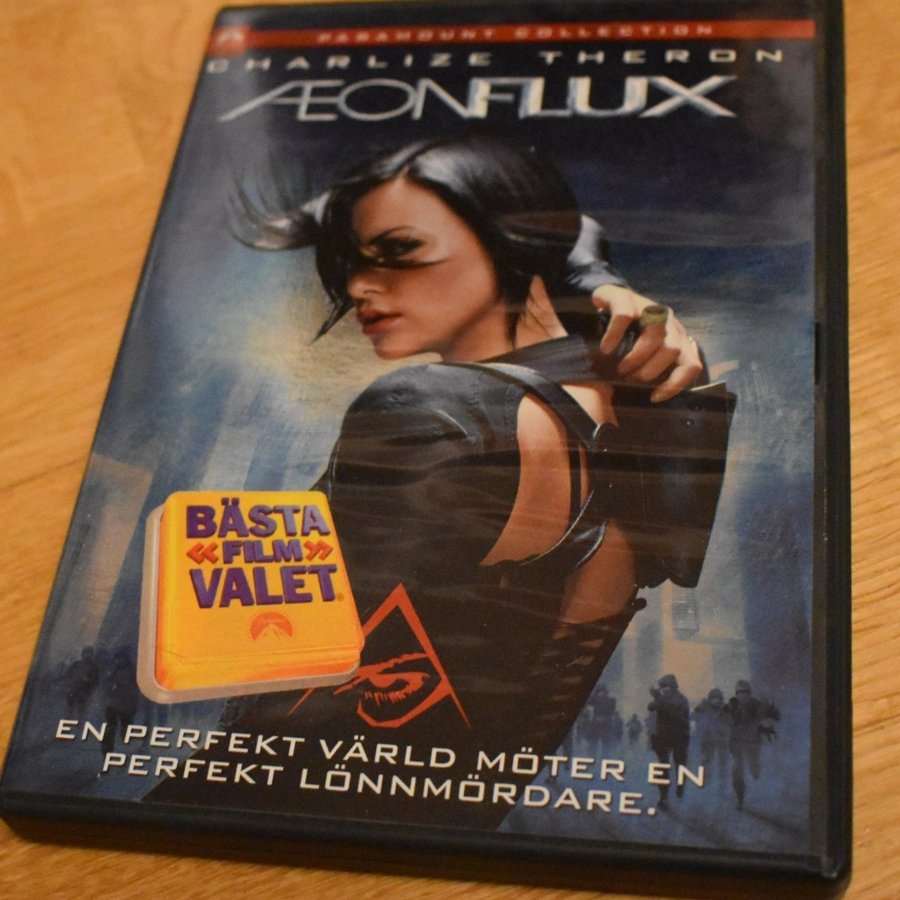 PARAMOUNT COLLECTION
CHARLIZE THERON
ÆONFLUX
BÄSTA
«FILM»
VALET
EN PERFEKT VÄRLD MÖTER EN
PERFEKT LÖNNMÖRDARE.